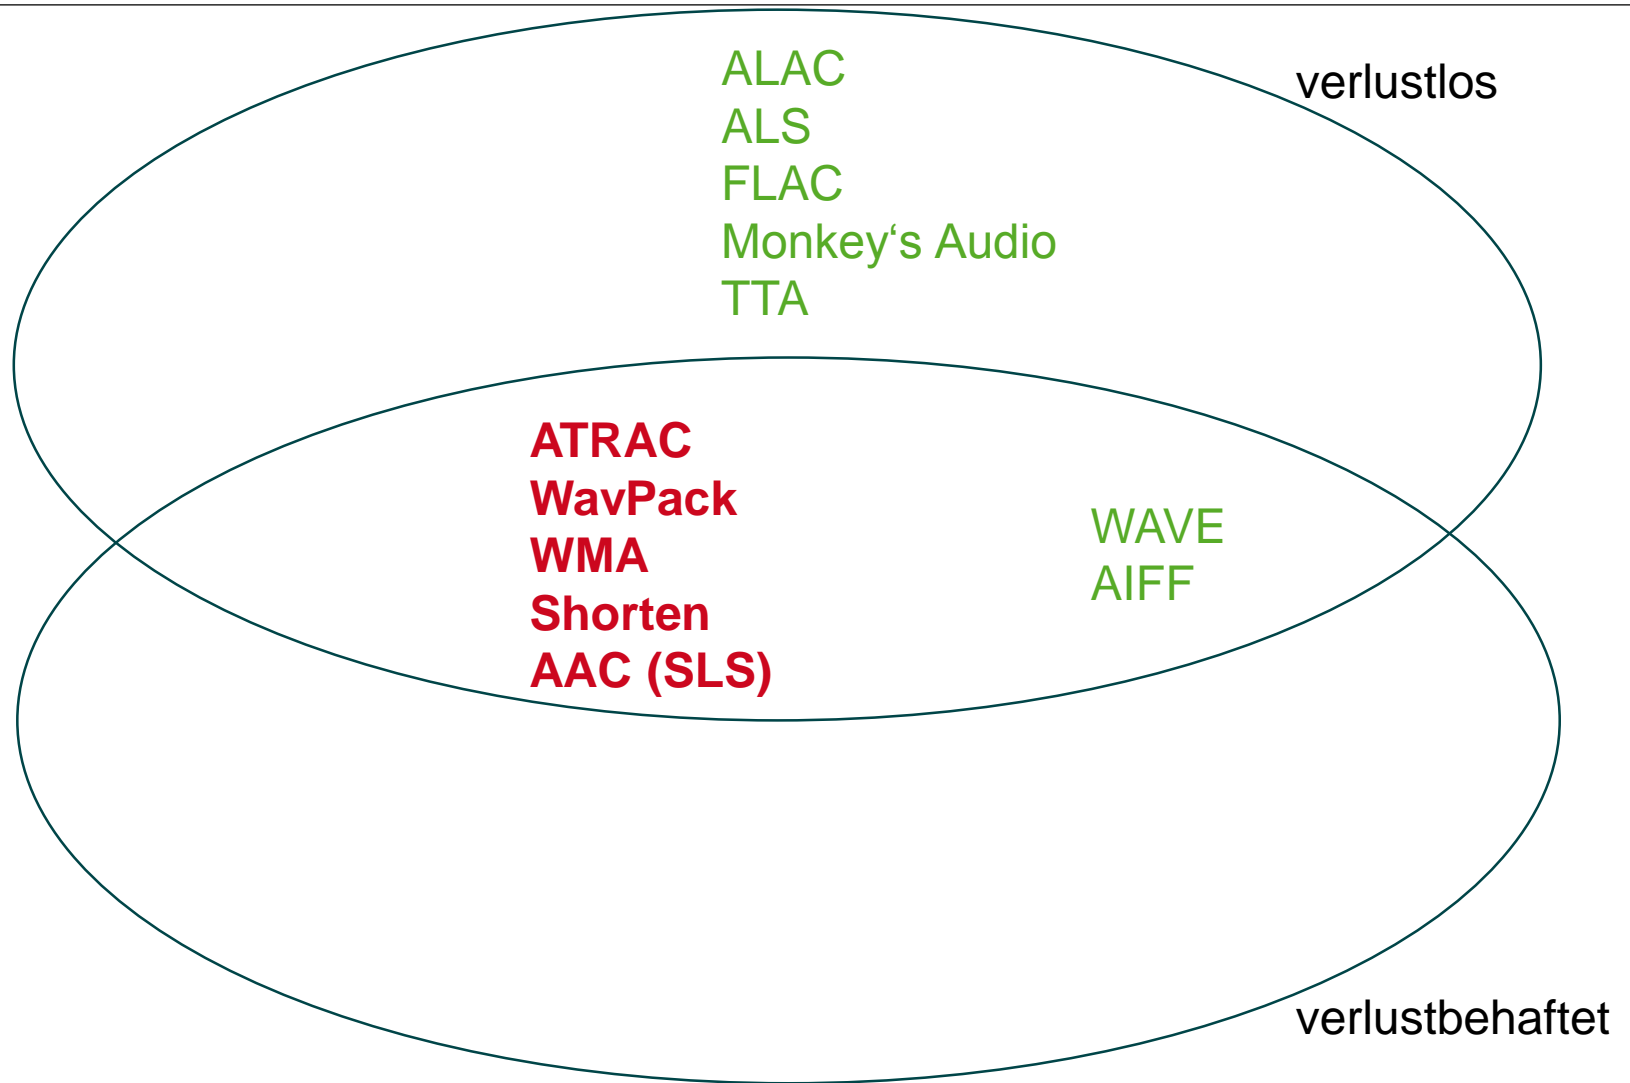 ALAC
verlustlos
ALS
FLAC
Monkey‘s Audio
TTA
ATRAC
WavPack
WMA
Shorten
AAC (SLS)
WAVE
AIFF
verlustbehaftet